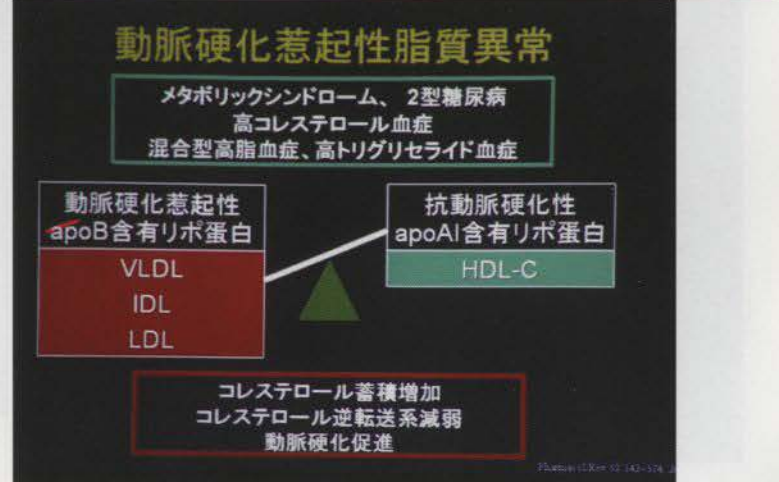 動脈硬化惹起性脂質異常
メタボリックシンドローム、 2型糖尿病
高コレステロール血症
混合型高脂血症、高トリグリセライド血症
動脈硬化惹起性
apoB含有リポ蛋白
VLDL
IDL
LDL
抗動脈硬化性
apoAI含有リポ蛋白
HDL-C
コレステロール蓄積増加
コレステロール逆転送系減弱
動脈硬化促進